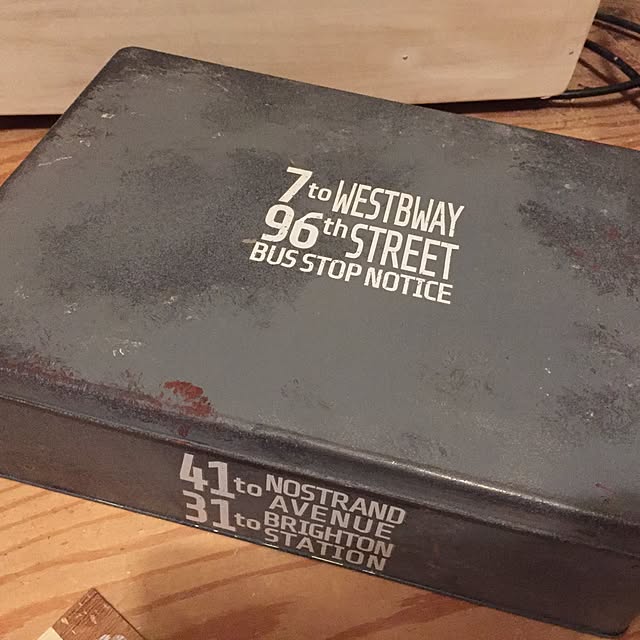 7 to WESTBWAY
96th STREET
BUS STOP NOTICE
41 to NOSTRAND
AVENUE
31 to BRIGHTON
STATION